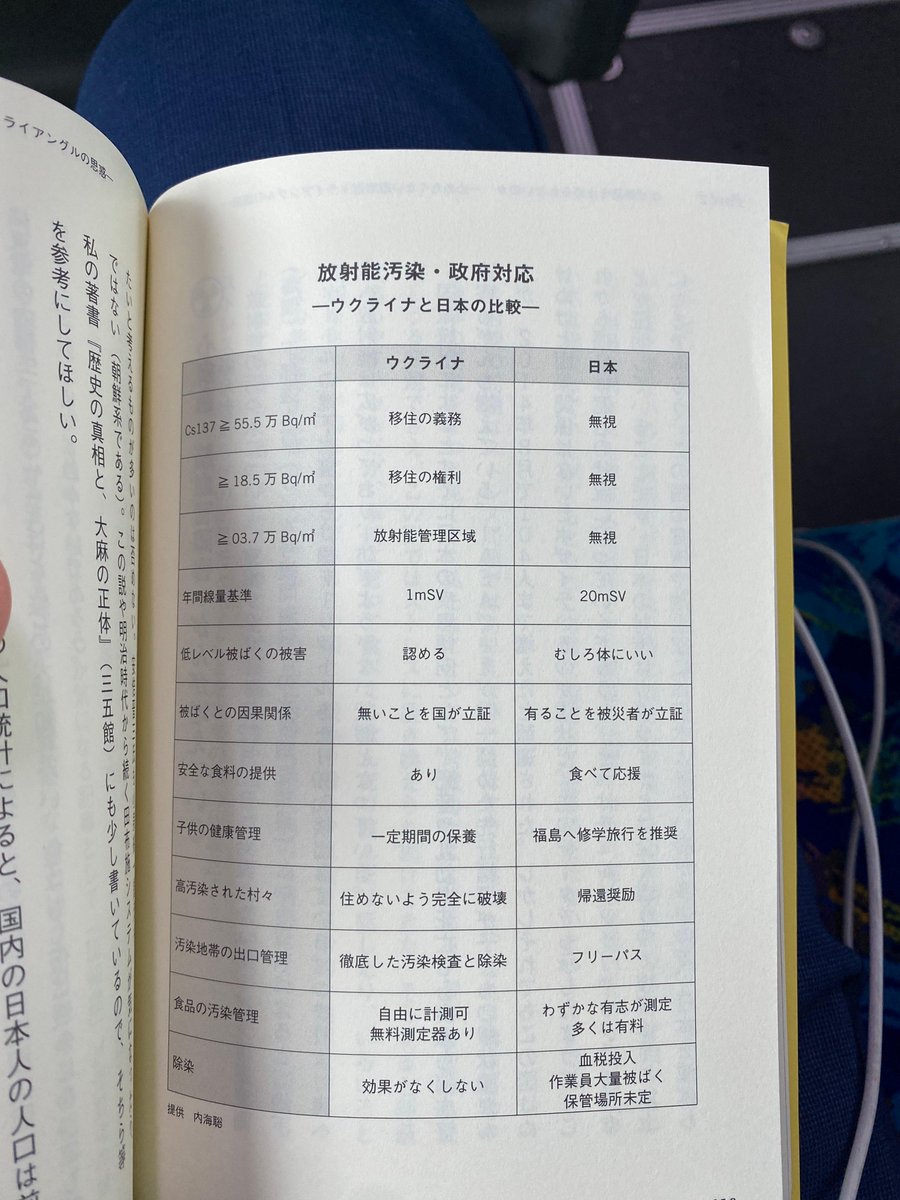 放射能汚染・政府対応
―ウクライナと日本の比較―
ウクライナ 日本
Cs137 ≧ 55.5 万 Bq/㎡ 移住の義務 無視
≧ 18.5 万 Bq/㎡ 移住の権利 無視
≧ 03.7 万 Bq/㎡ 放射能管理区域 無視
年間線量基準 1mSV 20mSV
低レベル被ばくの被害 認める むしろ体にいい
被ばくとの因果関係 無いことを国が立証 有ることを被災者が立証
安全な食料の提供 あり 食べて応援
子供の健康管理 一定期間の保養 福島へ修学旅行を推奨
高汚染された村々 住めないよう完全に破壊 帰還奨励
汚染地帯の出口管理 徹底した汚染検査と除染 フリーパス
食品の汚染管理 自由に計測可 わずかな有志が測定
無料測定器あり 多くは有料
除染 効果がなくしない 血税投入
作業員大量被ばく
保管場所未定
提供 内海聡
ライアングルの思惑―
たいと考えるものが多いのは否めない。
ではない（朝鮮系である）。この説や明治時代から続く田布施システム
私の著書『歴史の真相と、大麻の正体』（三五館）にも少し書いているので、
を参考にしてほしい。
口統計によると、国内の日本人の人口は